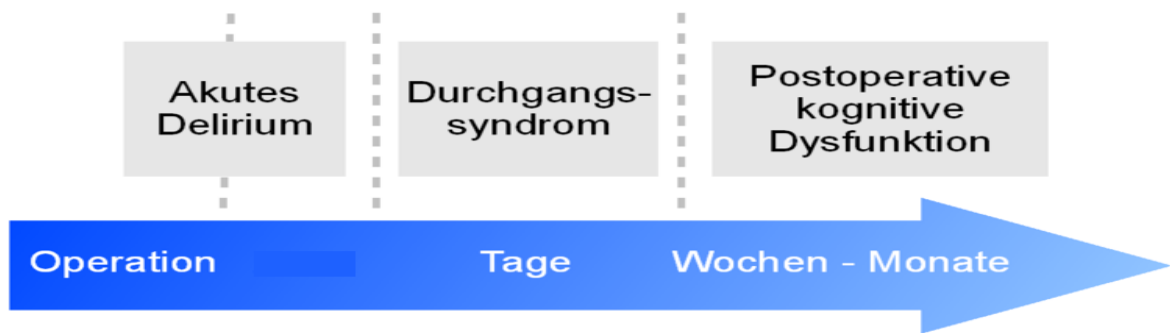 Akutes
Delirium
Durchgangs-
syndrom
Postoperative
kognitive
Dysfunktion
Operation
Tage
Wochen - Monate